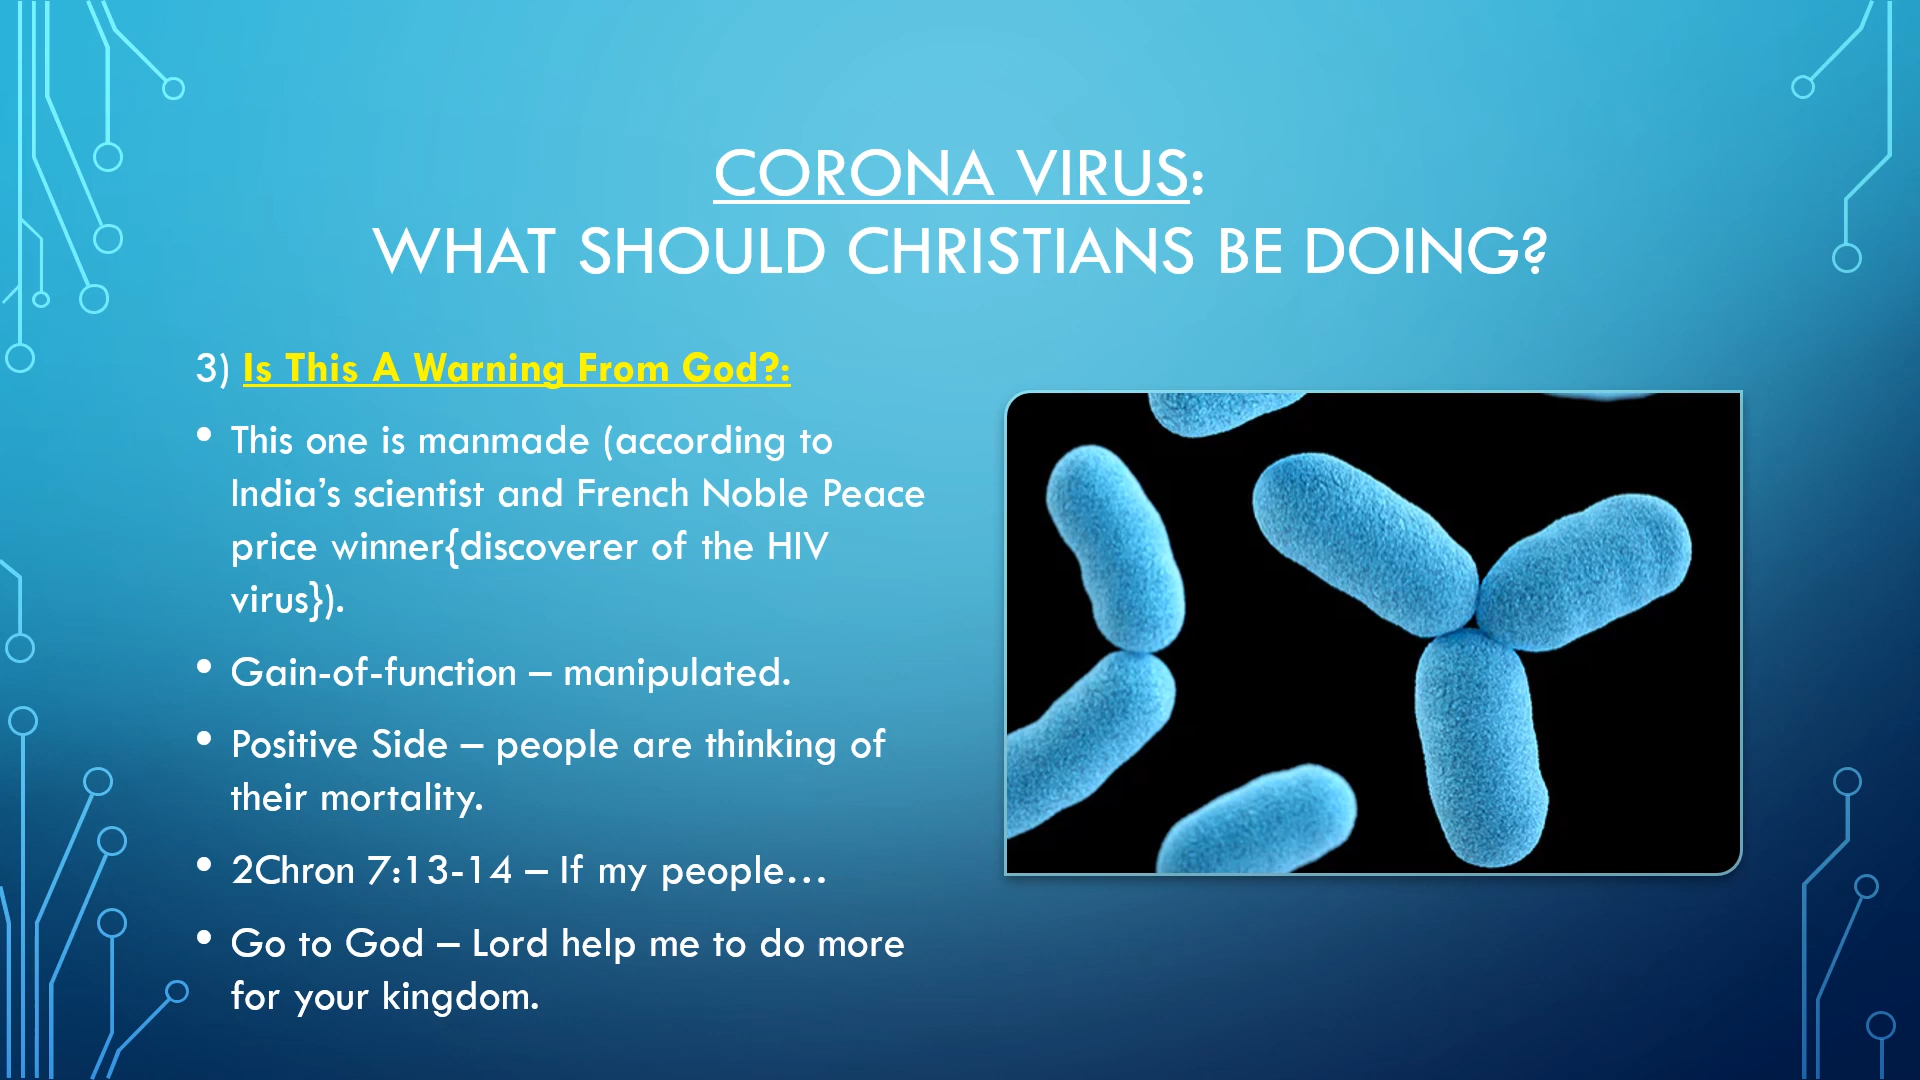 CORONA VIRUS:
WHAT SHOULD CHRISTIANS BE DOING?
3) Is This A Warning From God?:
• This one is manmade (according to
India’s scientist and French Noble Peace
price winner{discoverer of the HIV
virus}).
• Gain-of-function – manipulated.
• Positive Side – people are thinking of
their mortality.
• 2Chron 7:13-14 – If my people…
• Go to God – Lord help me to do more
for your kingdom.